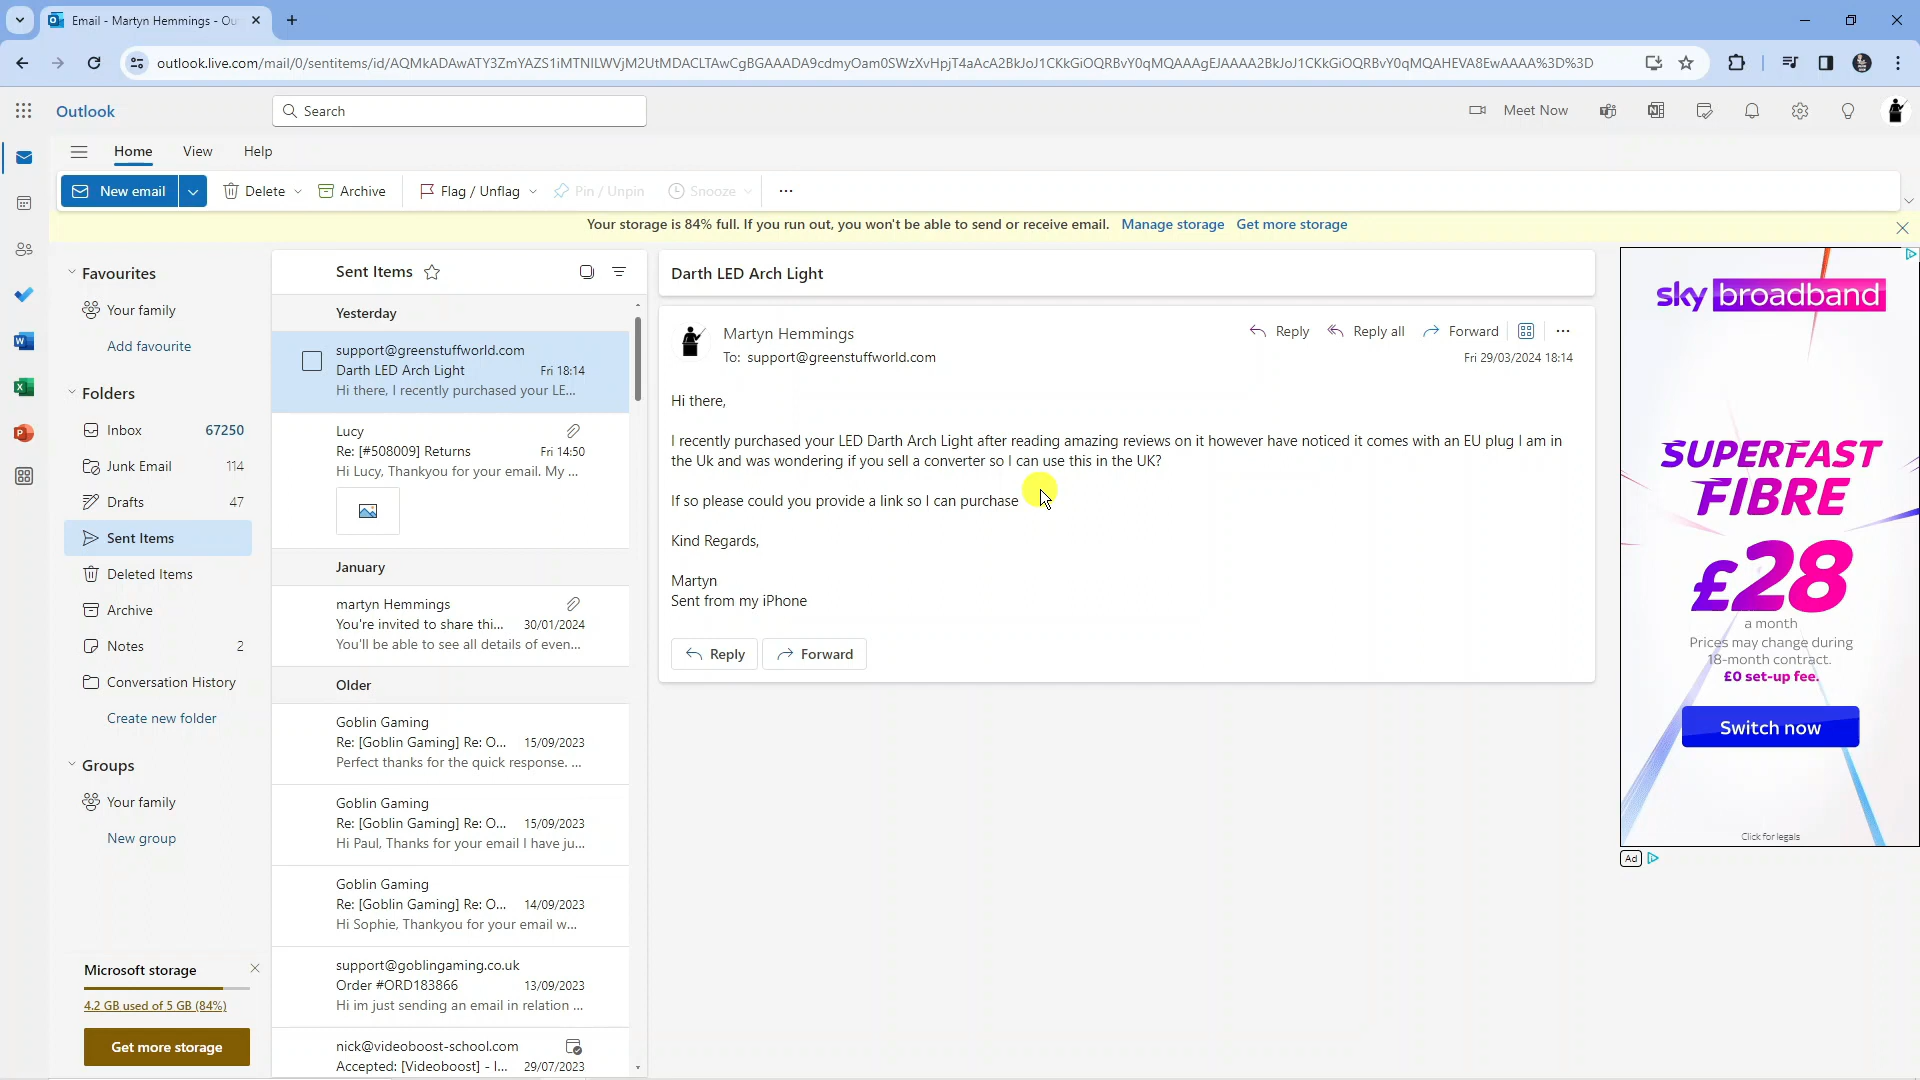 Email - Martyn Hemmings - Ou
outlook.live.com/mail/0/sentitems/id/AQMkADAwATY3ZmYAZS1iMTNILWVjM2UtMDACLTAwCgBGAAADA9cdmyOam0SWzXvHpjT4aAcA2BkJoJ1CKkGiOQRBvY0qMQAAAgEJAAAA2BkJoJ1CKkGiOQRBvY0qMQAHEVA8EwAAAA%3D%3D
Outlook
Search
Meet Now
Home
View
Help
New email
Delete
Archive
Flag / Unflag
Pin / Unpin
Snooze
Your storage is 84% full. If you run out, you won't be able to send or receive email. Manage storage Get more storage
Favourites
Your family
Add favourite
Folders
Inbox 67250
Junk Email 114
Drafts 47
Sent Items
Deleted Items
Archive
Notes 2
Conversation History
Create new folder
Groups
Your family
New group
Microsoft storage
4.2 GB used of 5 GB (84%)
Get more storage
Sent Items
Yesterday
support@greenstuffworld.com
Darth LED Arch Light Fri 18:14
Hi there, I recently purchased your LE...
Lucy
Re: [#508009] Returns Fri 14:50
Hi Lucy, Thankyou for your email. My ...
January
martyn Hemmings
You're invited to share thi... 30/01/2024
You'll be able to see all details of even...
Older
Goblin Gaming
Re: [Goblin Gaming] Re: O... 15/09/2023
Perfect thanks for the quick response. ...
Goblin Gaming
Re: [Goblin Gaming] Re: O... 15/09/2023
Hi Paul, Thanks for your email I have ju...
Goblin Gaming
Re: [Goblin Gaming] Re: O... 14/09/2023
Hi Sophie, Thankyou for your email w...
support@goblingaming.co.uk
Order #ORD183866 13/09/2023
Hi im just sending an email in relation ...
nick@videoboost-school.com
Accepted: [Videoboost] - I... 29/07/2023
Darth LED Arch Light
Martyn Hemmings
To: support@greenstuffworld.com
Reply
Reply all
Forward
Fri 29/03/2024 18:14
Hi there,
I recently purchased your LED Darth Arch Light after reading amazing reviews on it however have noticed it comes with an EU plug I am in
the Uk and was wondering if you sell a converter so I can use this in the UK?
If so please could you provide a link so I can purchase
Kind Regards,
Martyn
Sent from my iPhone
Reply
Forward
sky broadband
SUPERFAST
FIBRE
£28
a month
Prices may change during
18-month contract.
£0 set-up fee.
Switch now
Click for legals
Ad